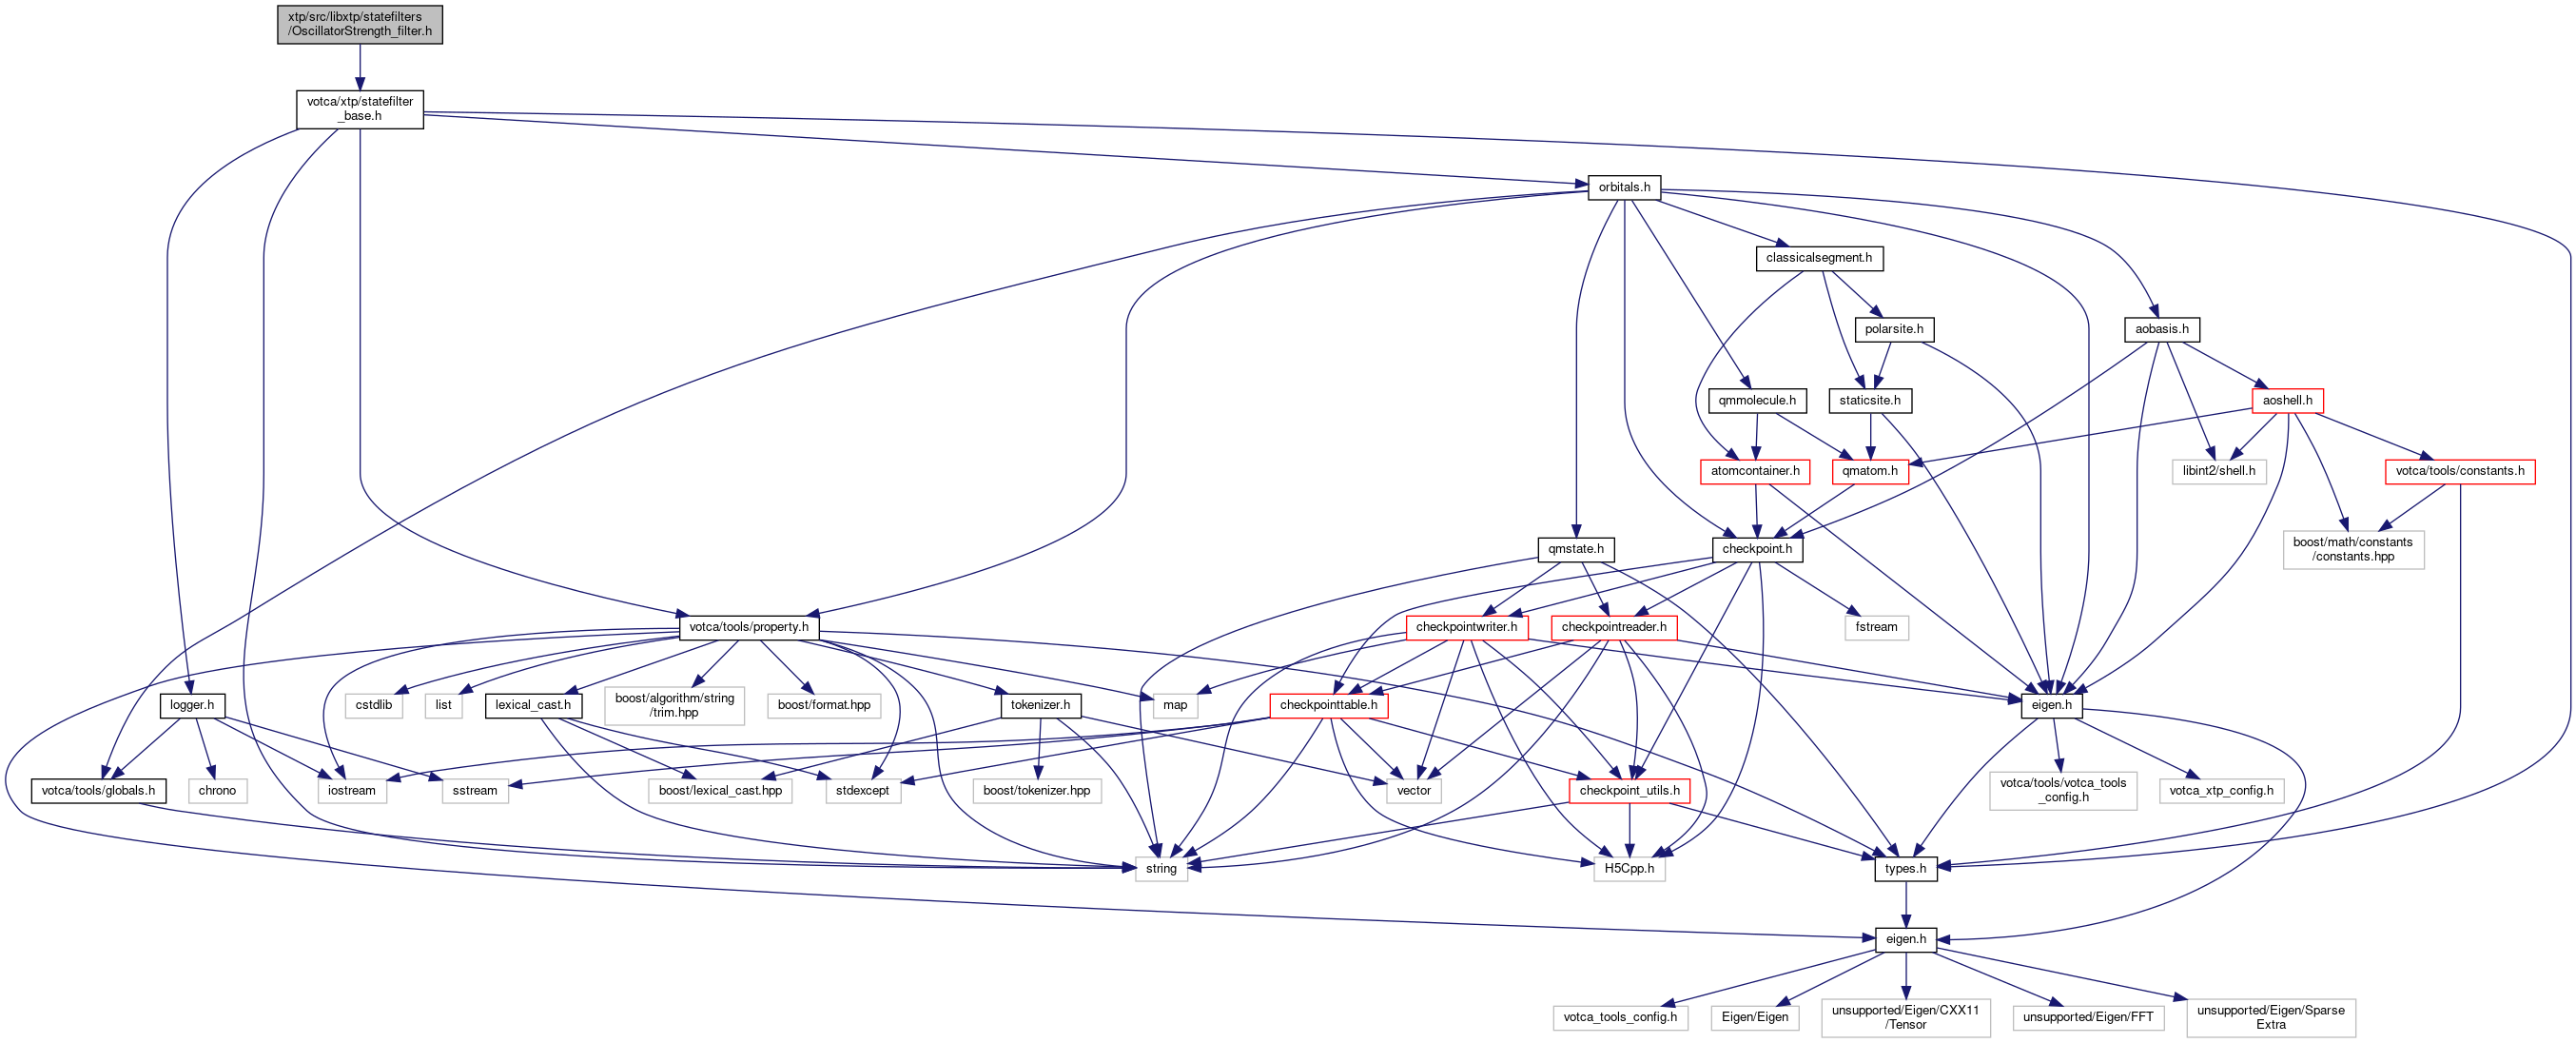 xtp/src/libxtp/statefilters
/OscillatorStrength_filter.h
votca/xtp/statefilter
_base.h
orbitals.h
classicalsegment.h
polarsite.h
aobasis.h
qmmolecule.h
staticsite.h
aoshell.h
atomcontainer.h
qmatom.h
libint2/shell.h
votca/tools/constants.h
qmstate.h
checkpoint.h
boost/math/constants
/constants.hpp
votca/tools/property.h
checkpointwriter.h
checkpointreader.h
fstream
logger.h
cstdlib
list
lexical_cast.h
boost/algorithm/string
/trim.hpp
boost/format.hpp
tokenizer.h
map
checkpointtable.h
eigen.h
votca/tools/globals.h
chrono
iostream
sstream
boost/lexical_cast.hpp
stdexcept
boost/tokenizer.hpp
vector
checkpoint_utils.h
votca/tools/votca_tools
_config.h
votca_xtp_config.h
string
H5Cpp.h
types.h
eigen.h
votca_tools_config.h
Eigen/Eigen
unsupported/Eigen/CXX11
/Tensor
unsupported/Eigen/FFT
unsupported/Eigen/Sparse
Extra